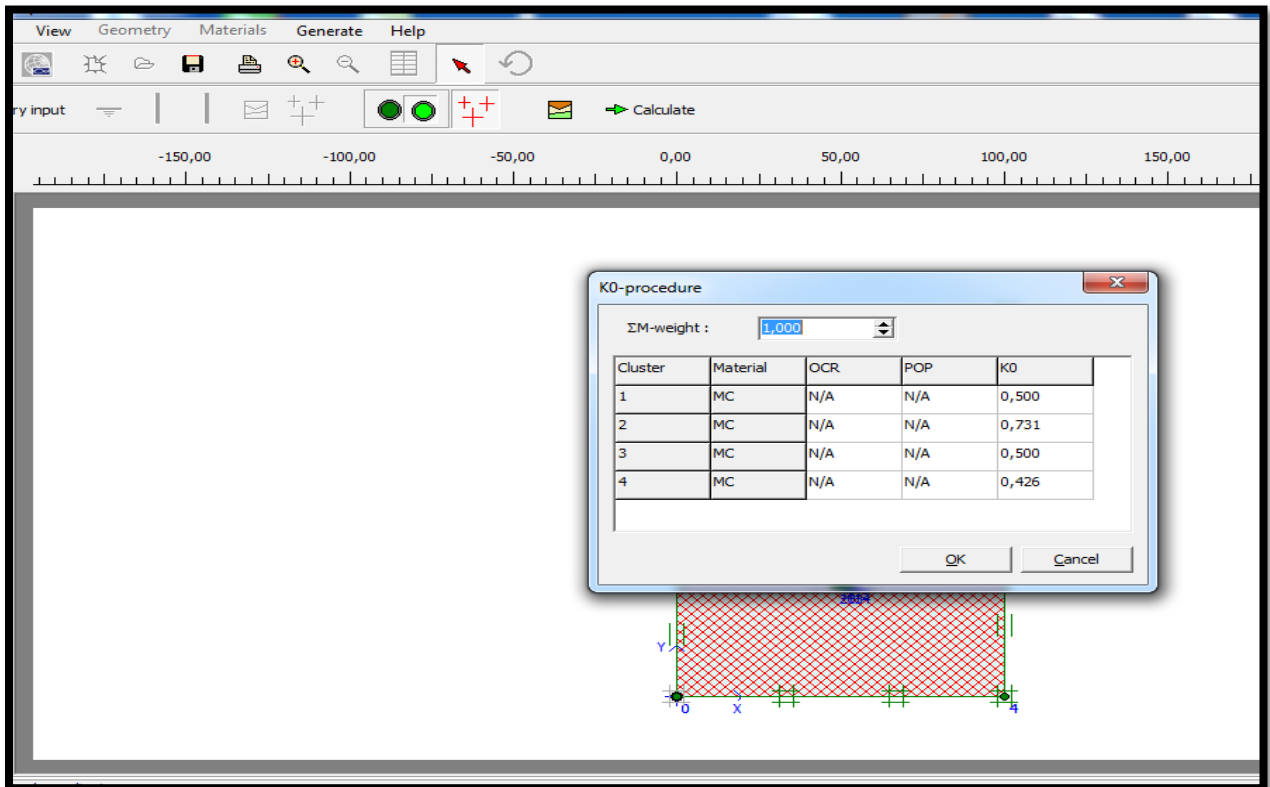 View Geometry Materials Generate Help
ry input Calculate
-150,00 -100,00 -50,00 0,00 50,00 100,00 150,00
K0-procedure
ΣM-weight : 1,000
Cluster Material OCR POP K0
1 MC N/A N/A 0,500
2 MC N/A N/A 0,731
3 MC N/A N/A 0,500
4 MC N/A N/A 0,426
OK Cancel
Y
0 X 4